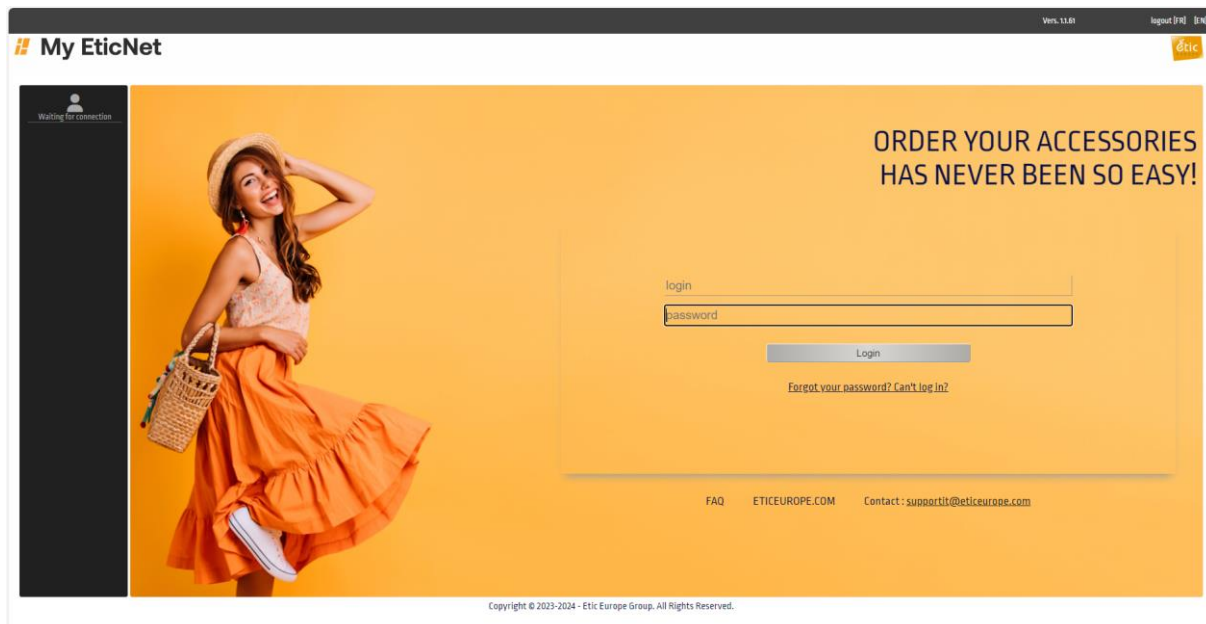 Vers. 1.1.61 logout [FR] [EN
My EticNet
étic
Waiting for connection
ORDER YOUR ACCESSORIES
HAS NEVER BEEN SO EASY!
login
password
Login
Forgot your password? Can't log in?
FAQ ETICEUROPE.COM Contact : supportit@eticeurope.com
Copyright © 2023-2024 - Etic Europe Group. All Rights Reserved.